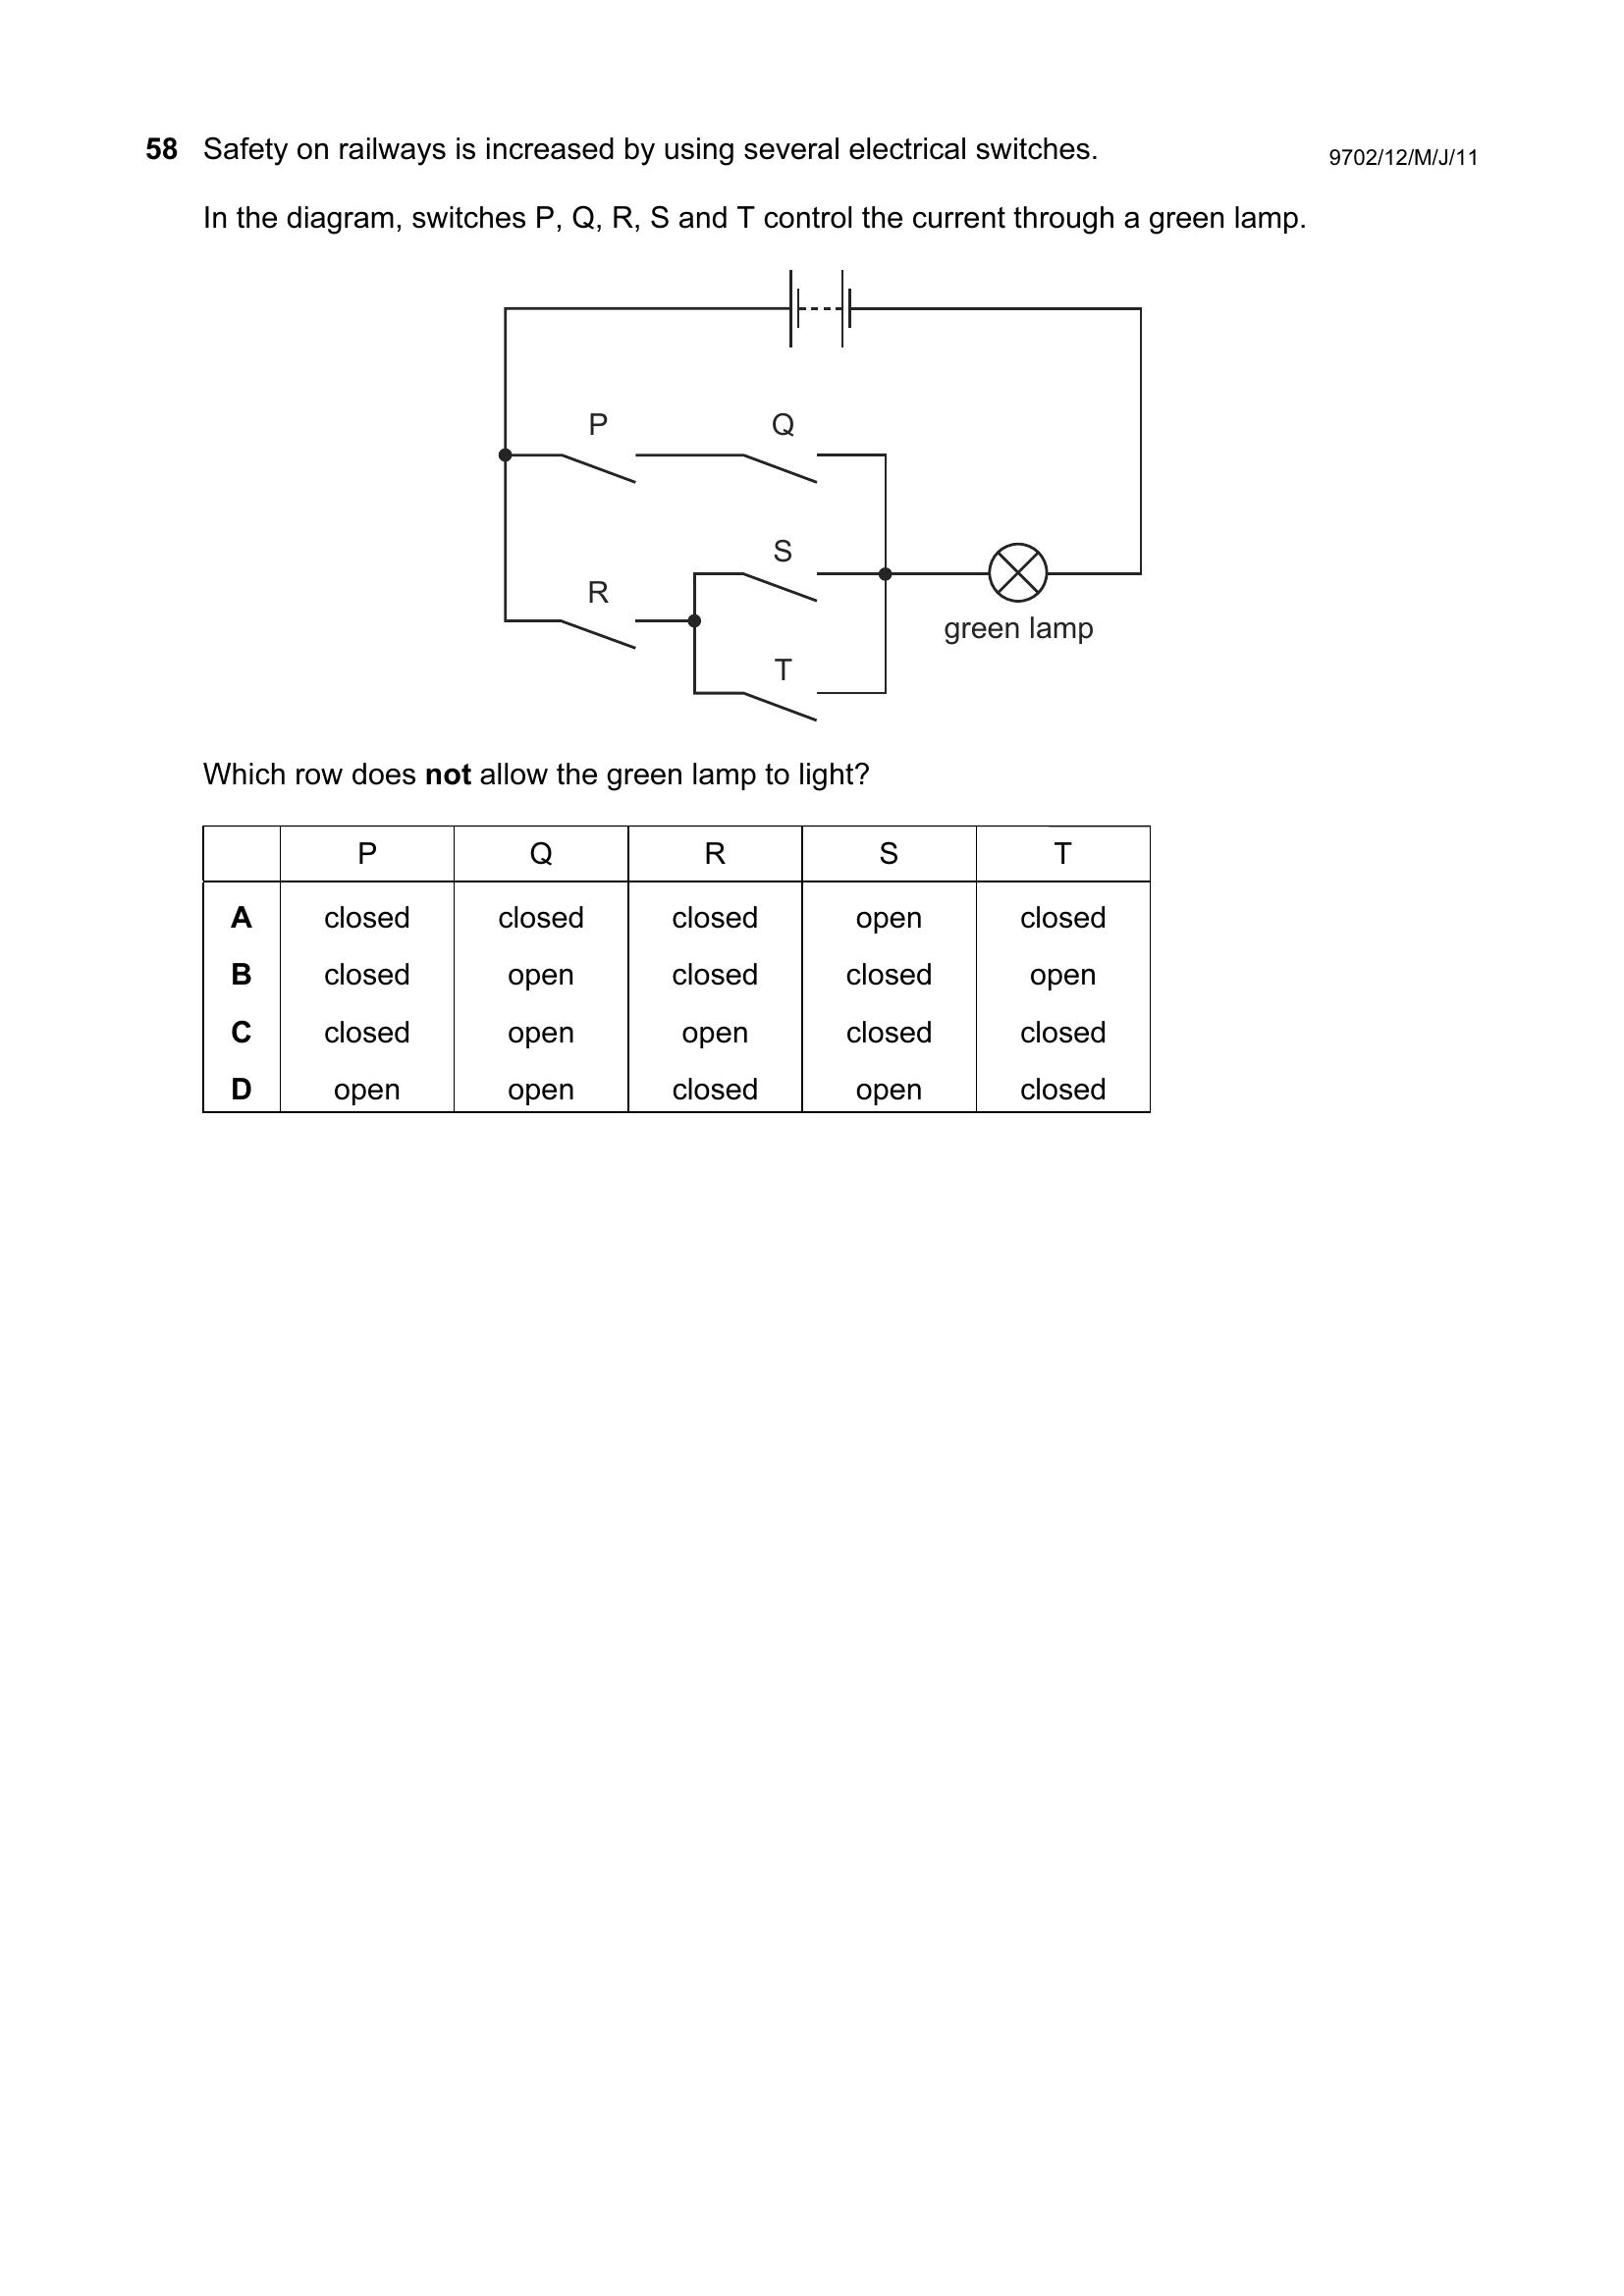 58 Safety on railways is increased by using several electrical switches. 9702/12/M/J/11
In the diagram, switches P, Q, R, S and T control the current through a green lamp.
P Q
S
R
green lamp
T
Which row does not allow the green lamp to light?
P Q R S T
A closed closed closed open closed
B closed open closed closed open
C closed open open closed closed
D open open closed open closed